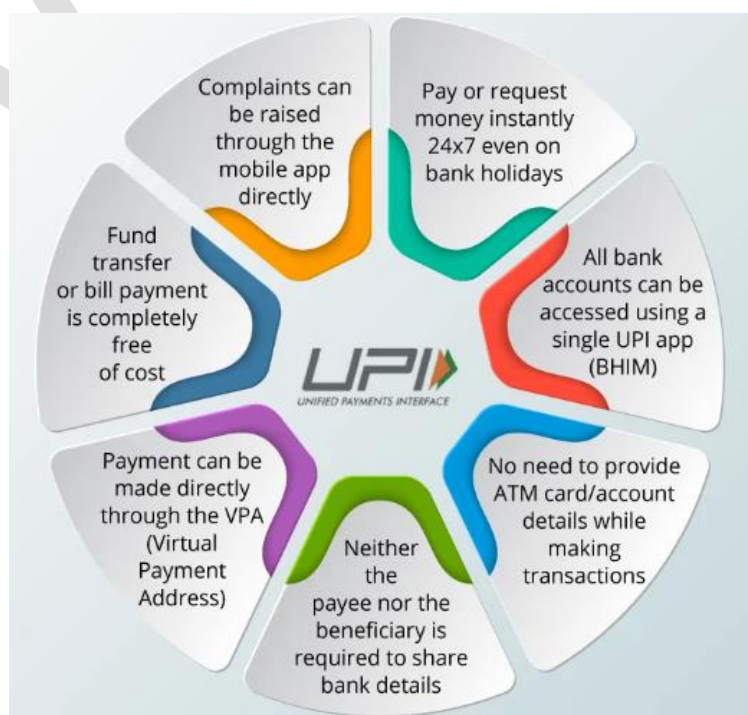 Complaints can
be raised
through the
mobile app
directly
Pay or request
money instantly
24x7 even on
bank holidays
All bank
accounts can be
accessed using a
single UPI app
(BHIM)
No need to provide
ATM card/account
details while
making
transactions
Neither
the
payee nor the
beneficiary is
required to share
bank details
Payment can be
made directly
through the VPA
(Virtual
Payment
Address)
Fund
transfer
or bill payment
is completely
free
of cost
UPI
UNIFIED PAYMENTS INTERFACE